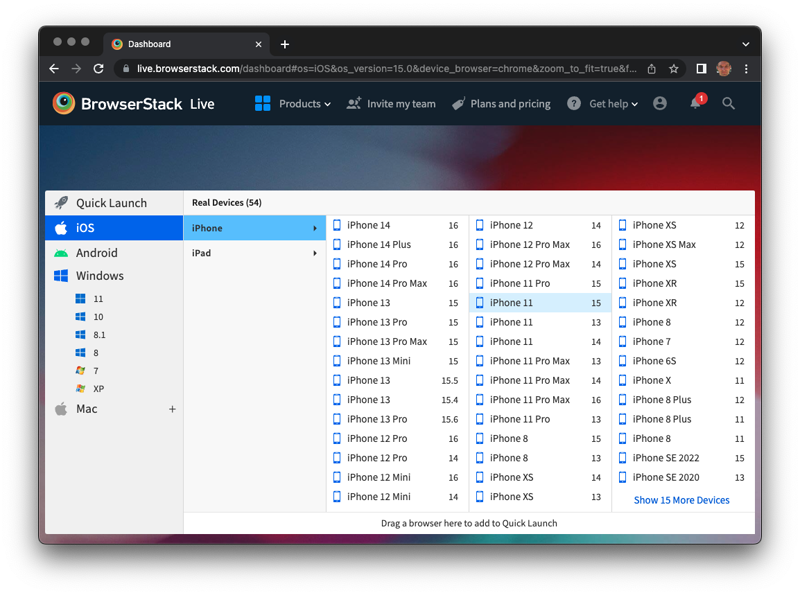 Dashboard
live.browserstack.com/dashboard#os=iOS&os_version=15.0&device_browser=chrome&zoom_to_fit=true&f...
BrowserStack Live
Products
Invite my team
Plans and pricing
? Get help
1
Quick Launch
iOS
Android
Windows
11
10
8.1
8
7
XP
Mac +
Real Devices (54)
iPhone
iPad
iPhone 14 16
iPhone 14 Plus 16
iPhone 14 Pro 16
iPhone 14 Pro Max 16
iPhone 13 15
iPhone 13 Pro 15
iPhone 13 Pro Max 15
iPhone 13 Mini 15
iPhone 13 15.5
iPhone 13 15.4
iPhone 13 Pro 15.6
iPhone 12 Pro 16
iPhone 12 Pro 14
iPhone 12 Mini 16
iPhone 12 Mini 14
iPhone 12 14
iPhone 12 Pro Max 16
iPhone 12 Pro Max 14
iPhone 11 Pro 15
iPhone 11 15
iPhone 11 13
iPhone 11 14
iPhone 11 Pro Max 13
iPhone 11 Pro Max 14
iPhone 11 Pro Max 16
iPhone 11 Pro 13
iPhone 8 15
iPhone 8 13
iPhone XS 14
iPhone XS 13
iPhone XS 12
iPhone XS Max 12
iPhone XS 15
iPhone XR 15
iPhone XR 12
iPhone 8 12
iPhone 7 12
iPhone 6S 12
iPhone X 11
iPhone 8 Plus 12
iPhone 8 Plus 11
iPhone 8 11
iPhone SE 2022 15
iPhone SE 2020 13
Show 15 More Devices
Drag a browser here to add to Quick Launch